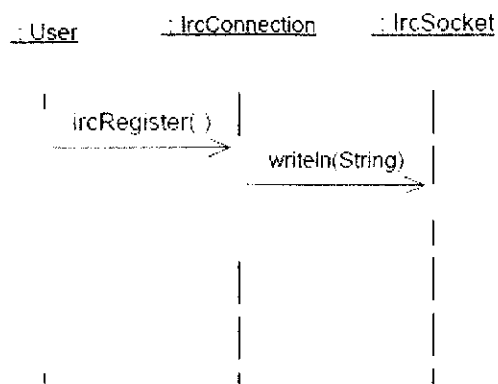 : User
: IrcConnection
: IrcSocket
ircRegister( )
writeln(String)